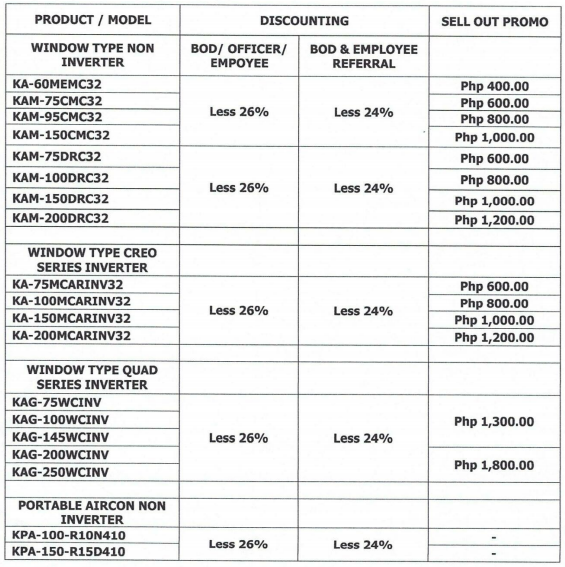 PRODUCT / MODEL DISCOUNTING SELL OUT PROMO
WINDOW TYPE NON BOD/ OFFICER/ BOD & EMPLOYEE
INVERTER EMPOYEE REFERRAL
KA-60MEMC32 Php 400.00
KAM-75CMC32 Php 600.00
Less 26% Less 24%
KAM-95CMC32 Php 800.00
KAM-150CMC32 Php 1,000.00
KAM-75DRC32 Php 600.00
KAM-100DRC32 Php 800.00
Less 26% Less 24%
KAM-150DRC32 Php 1,000.00
KAM-200DRC32 Php 1,200.00
WINDOW TYPE CREO
SERIES INVERTER
KA-75MCARINV32 Php 600.00
KA-100MCARINV32 Php 800.00
Less 26% Less 24%
KA-150MCARINV32 Php 1,000.00
KA-200MCARINV32 Php 1,200.00
WINDOW TYPE QUAD
SERIES INVERTER
KAG-75WCINV
KAG-100WCINV Php 1,300.00
KAG-145WCINV Less 26% Less 24%
KAG-200WCINV
KAG-250WCINV Php 1,800.00
PORTABLE AIRCON NON
INVERTER
KPA-100-R10N410 -
Less 26% Less 24%
KPA-150-R15D410 -